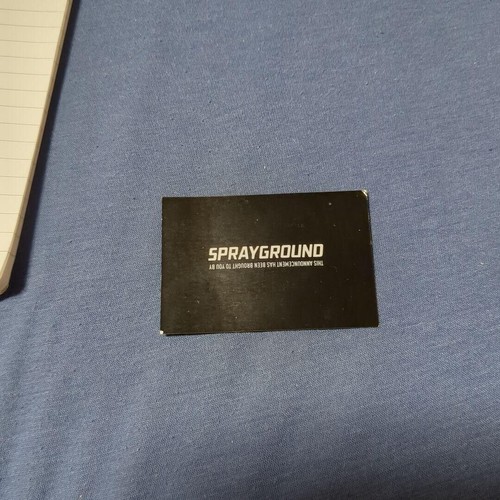 SPRAYGROUND
THIS ANNOUNCEMENT HAS BEEN BROUGHT TO YOU BY